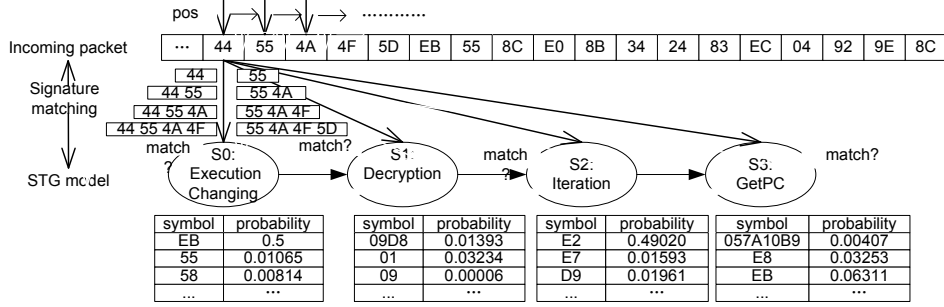 pos ············
Incoming packet ··· 44 55 4A 4F 5D EB 55 8C E0 8B 34 24 83 EC 04 92 9E 8C
44 55
Signature 44 55 55 4A
matching 44 55 4A 55 4A 4F
44 55 4A 4F 55 4A 4F 5D
match ? match? match ? match?
STG model
S0: Execution Changing
S1: Decryption
S2: Iteration
S3: GetPC
symbol probability symbol probability symbol probability symbol probability
EB 0.5 09D8 0.01393 E2 0.49020 057A10B9 0.00407
55 0.01065 01 0.03234 E7 0.01593 E8 0.03253
58 0.00814 09 0.00006 D9 0.01961 EB 0.06311
... ··· ... ··· ... ··· ... ···